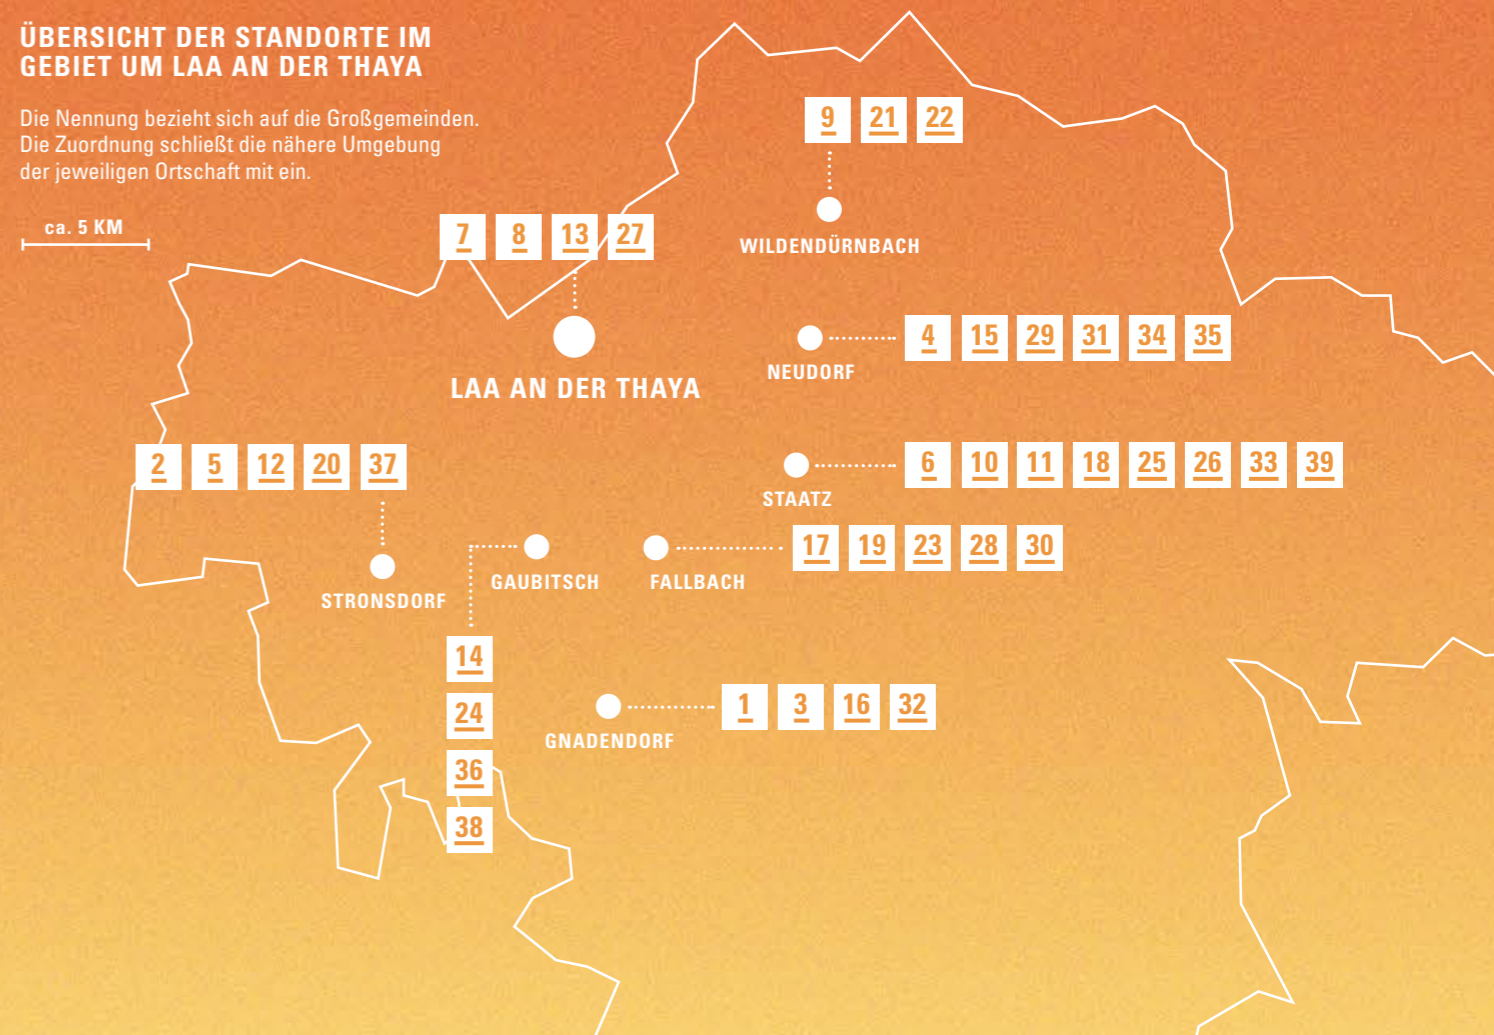 ÜBERSICHT DER STANDORTE IM
GEBIET UM LAA AN DER THAYA
Die Nennung bezieht sich auf die Großgemeinden.
Die Zuordnung schließt die nähere Umgebung
der jeweiligen Ortschaft mit ein.
ca. 5 KM
9 21 22
WILDENDÜRNBACH
7 8 13 27
LAA AN DER THAYA
4 15 29 31 34 35
NEUDORF
2 5 12 20 37
STRONSDORF
6 10 11 18 25 26 33 39
STAATZ
GAUBITSCH
14
24
36
38
17 19 23 28 30
FALLBACH
1 3 16 32
GNADENDORF